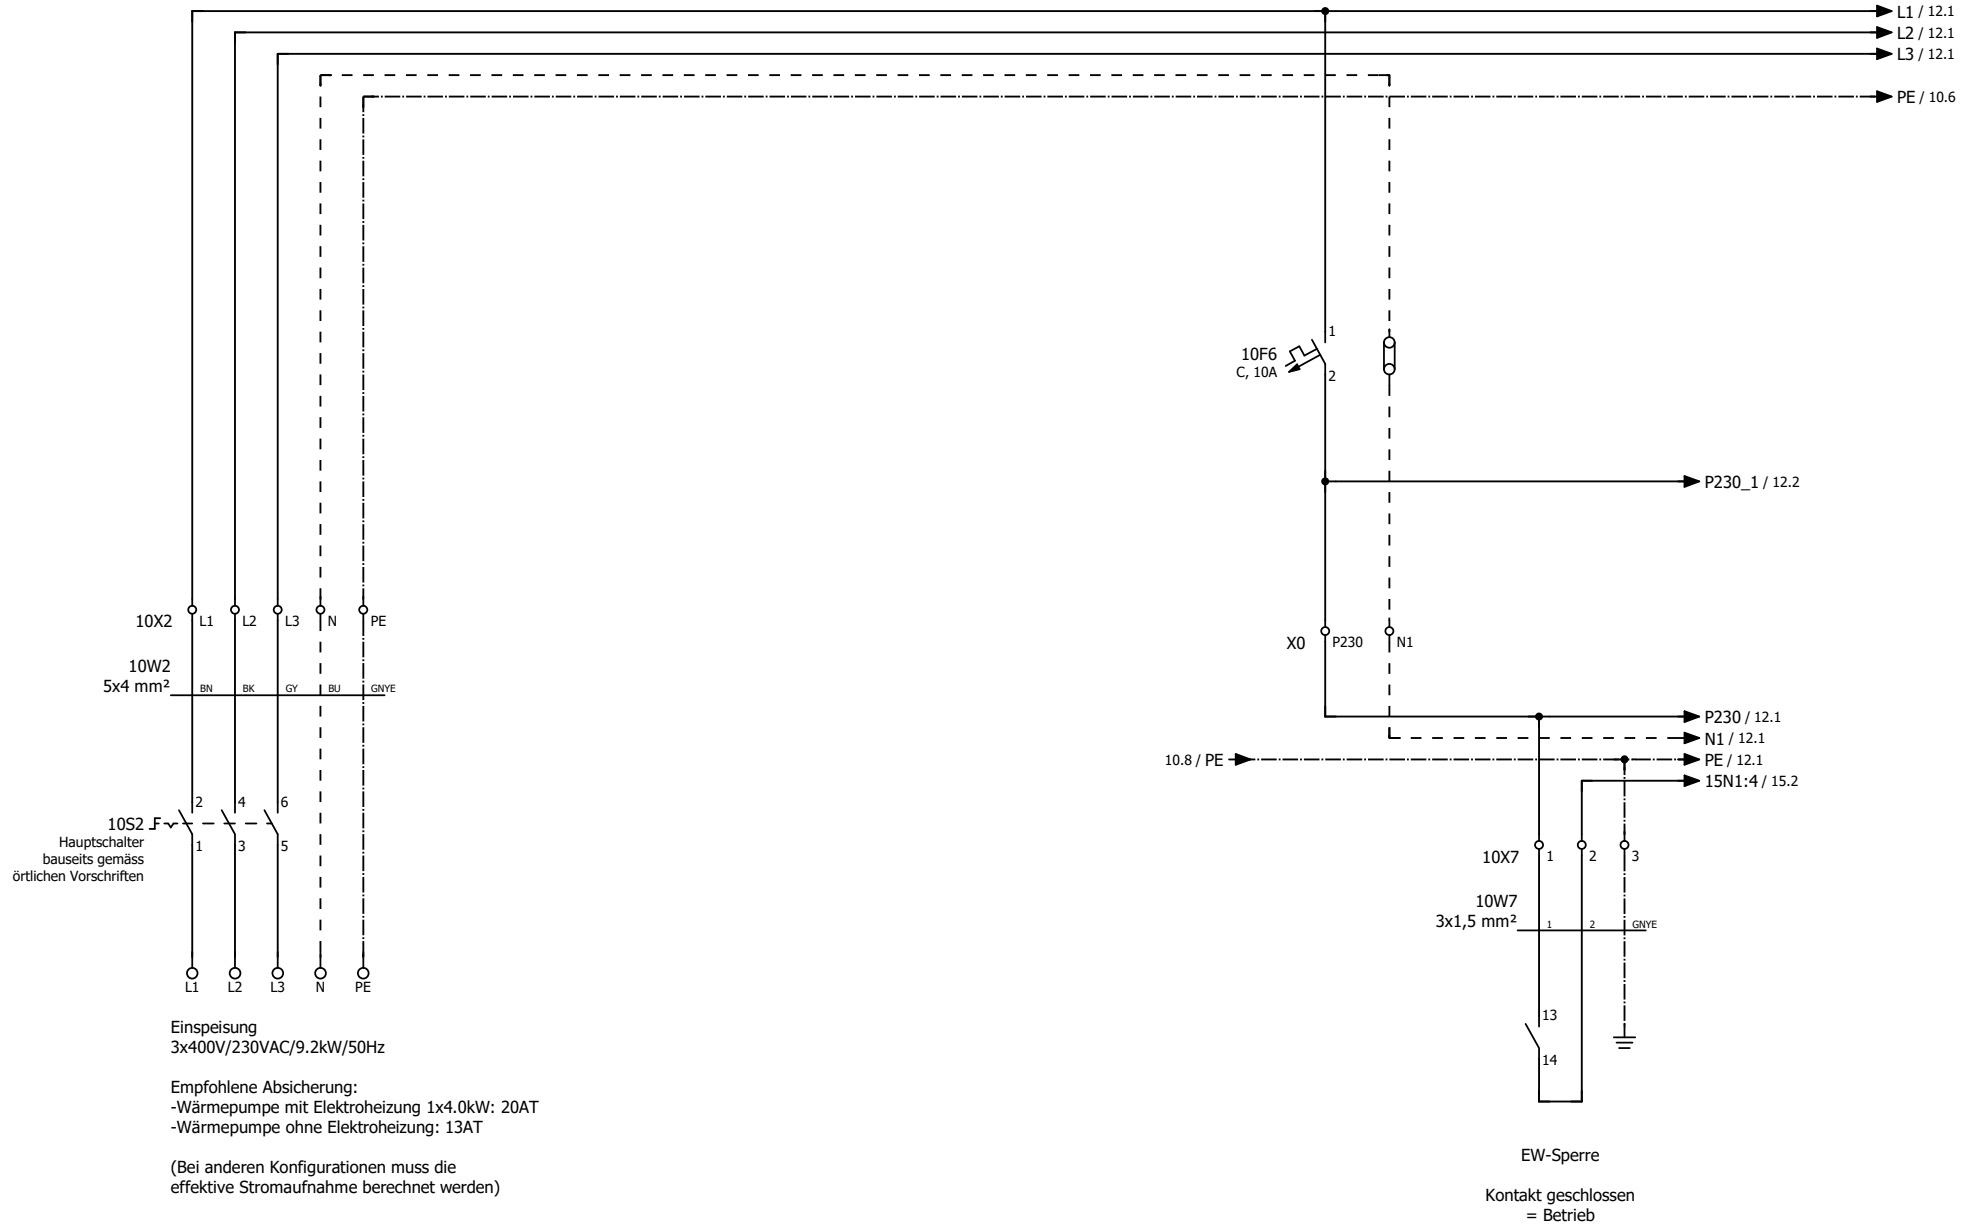 L1 / 12.1
L2 / 12.1
L3 / 12.1
PE / 10.6
1
10F6
C, 10A
2
P230_1 / 12.2
10X2
L1
L2
L3
N
PE
X0
P230
N1
10W2
5x4 mm²
BN
BK
GY
BU
GNYE
P230 / 12.1
N1 / 12.1
10.8 / PE
PE / 12.1
15N1:4 / 15.2
2
4
6
10S2
Hauptschalter
bauseits gemäss
örtlichen Vorschriften
1
3
5
10X7
1
2
3
10W7
3x1,5 mm²
1
2
GNYE
L1
L2
L3
N
PE
13
14
Einspeisung
3x400V/230VAC/9.2kW/50Hz
Empfohlene Absicherung:
-Wärmepumpe mit Elektroheizung 1x4.0kW: 20AT
-Wärmepumpe ohne Elektroheizung: 13AT
(Bei anderen Konfigurationen muss die
effektive Stromaufnahme berechnet werden)
EW-Sperre
Kontakt geschlossen
= Betrieb